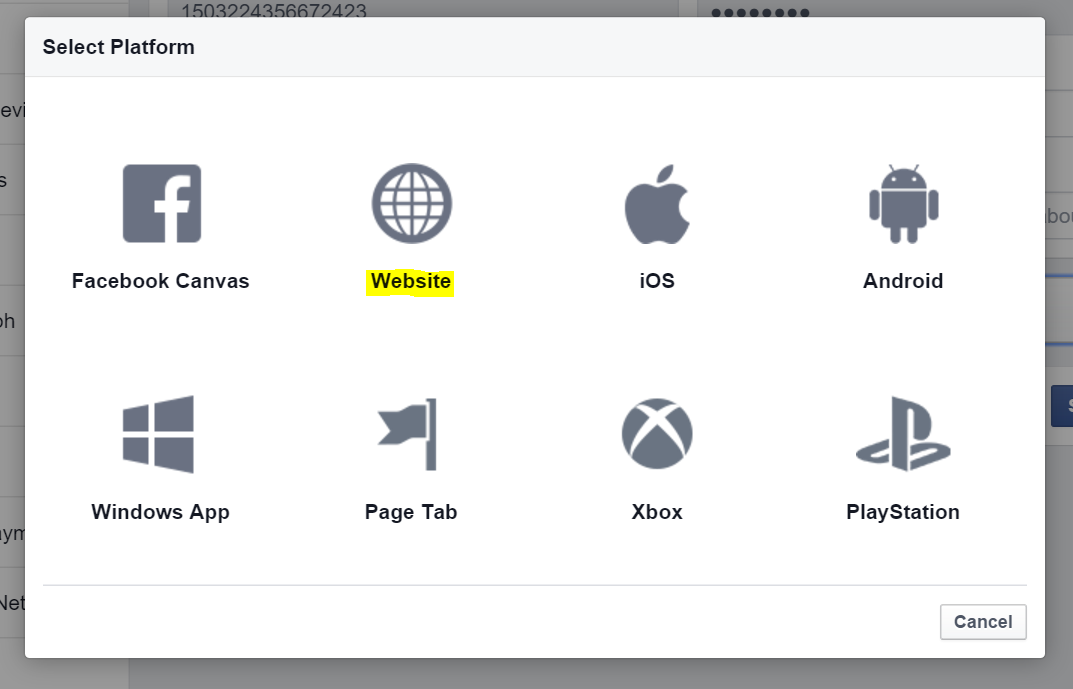 1503224356672423
Select Platform
Facebook Canvas
Website
iOS
Android
Windows App
Page Tab
Xbox
PlayStation
Cancel